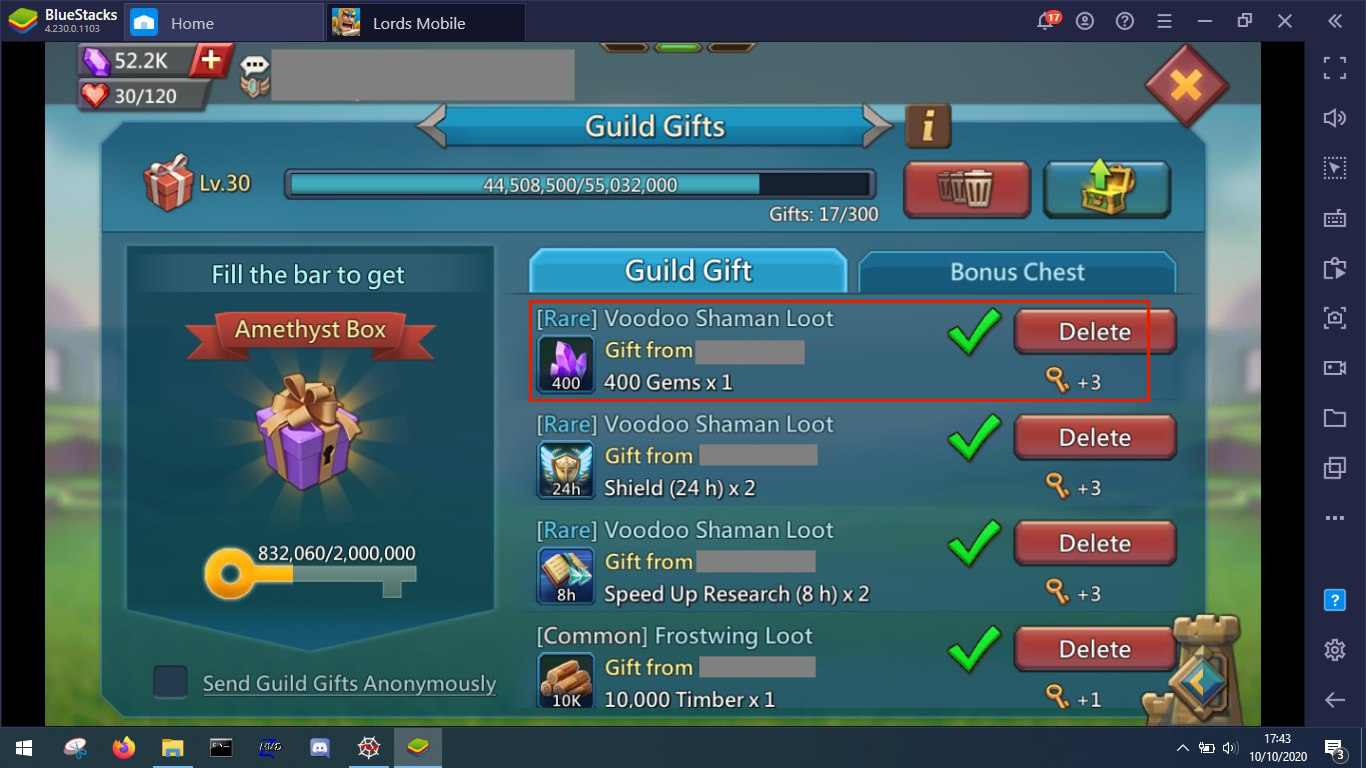 BlueStacks
4.230.0.1103
Home
Lords Mobile
17
52.2K
30/120
Guild Gifts
i
Lv.30
44,508,500/55,032,000
Gifts: 17/300
Fill the bar to get
Amethyst Box
832,060/2,000,000
Send Guild Gifts Anonymously
Guild Gift
Bonus Chest
[Rare] Voodoo Shaman Loot
Gift from
400
400 Gems x 1
Delete
+3
[Rare] Voodoo Shaman Loot
Gift from
24h
Shield (24 h) x 2
Delete
+3
[Rare] Voodoo Shaman Loot
Gift from
8h
Speed Up Research (8 h) x 2
Delete
+3
[Common] Frostwing Loot
Gift from
10K
10,000 Timber x 1
Delete
+1
17:43
10/10/2020
3